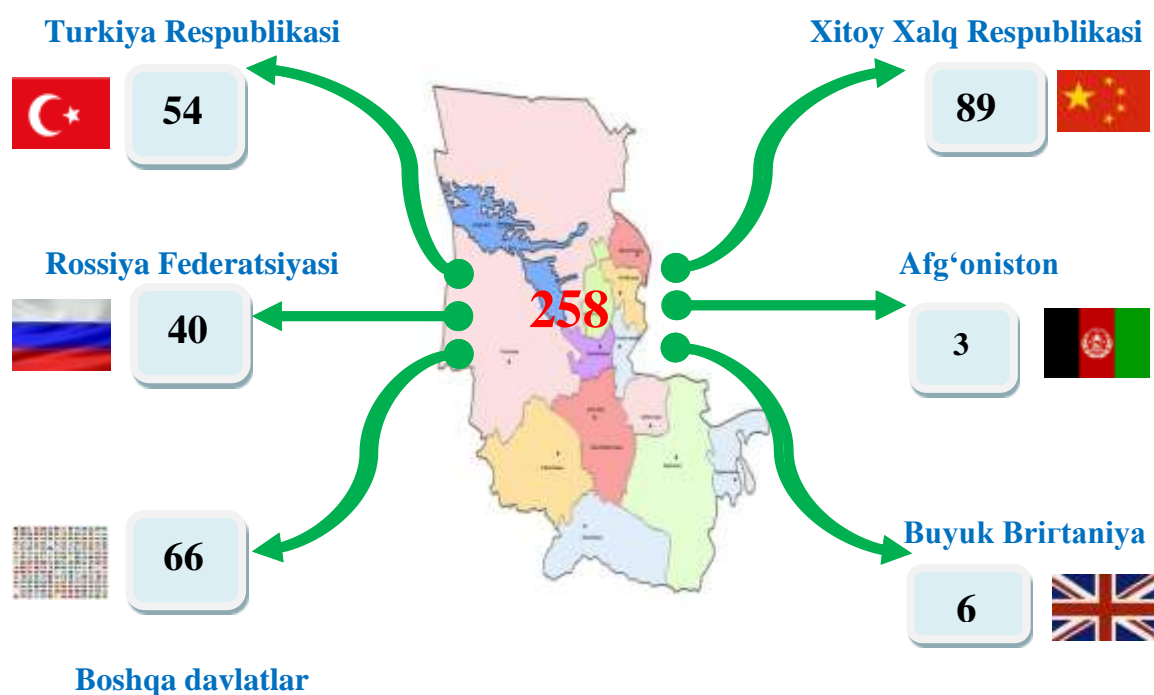 Turkiya Respublikasi
54
Xitoy Xalq Respublikasi
89
Rossiya Federatsiyasi
40
258
Afg‘oniston
3
66
Boshqa davlatlar
Buyuk Briгtaniya
6